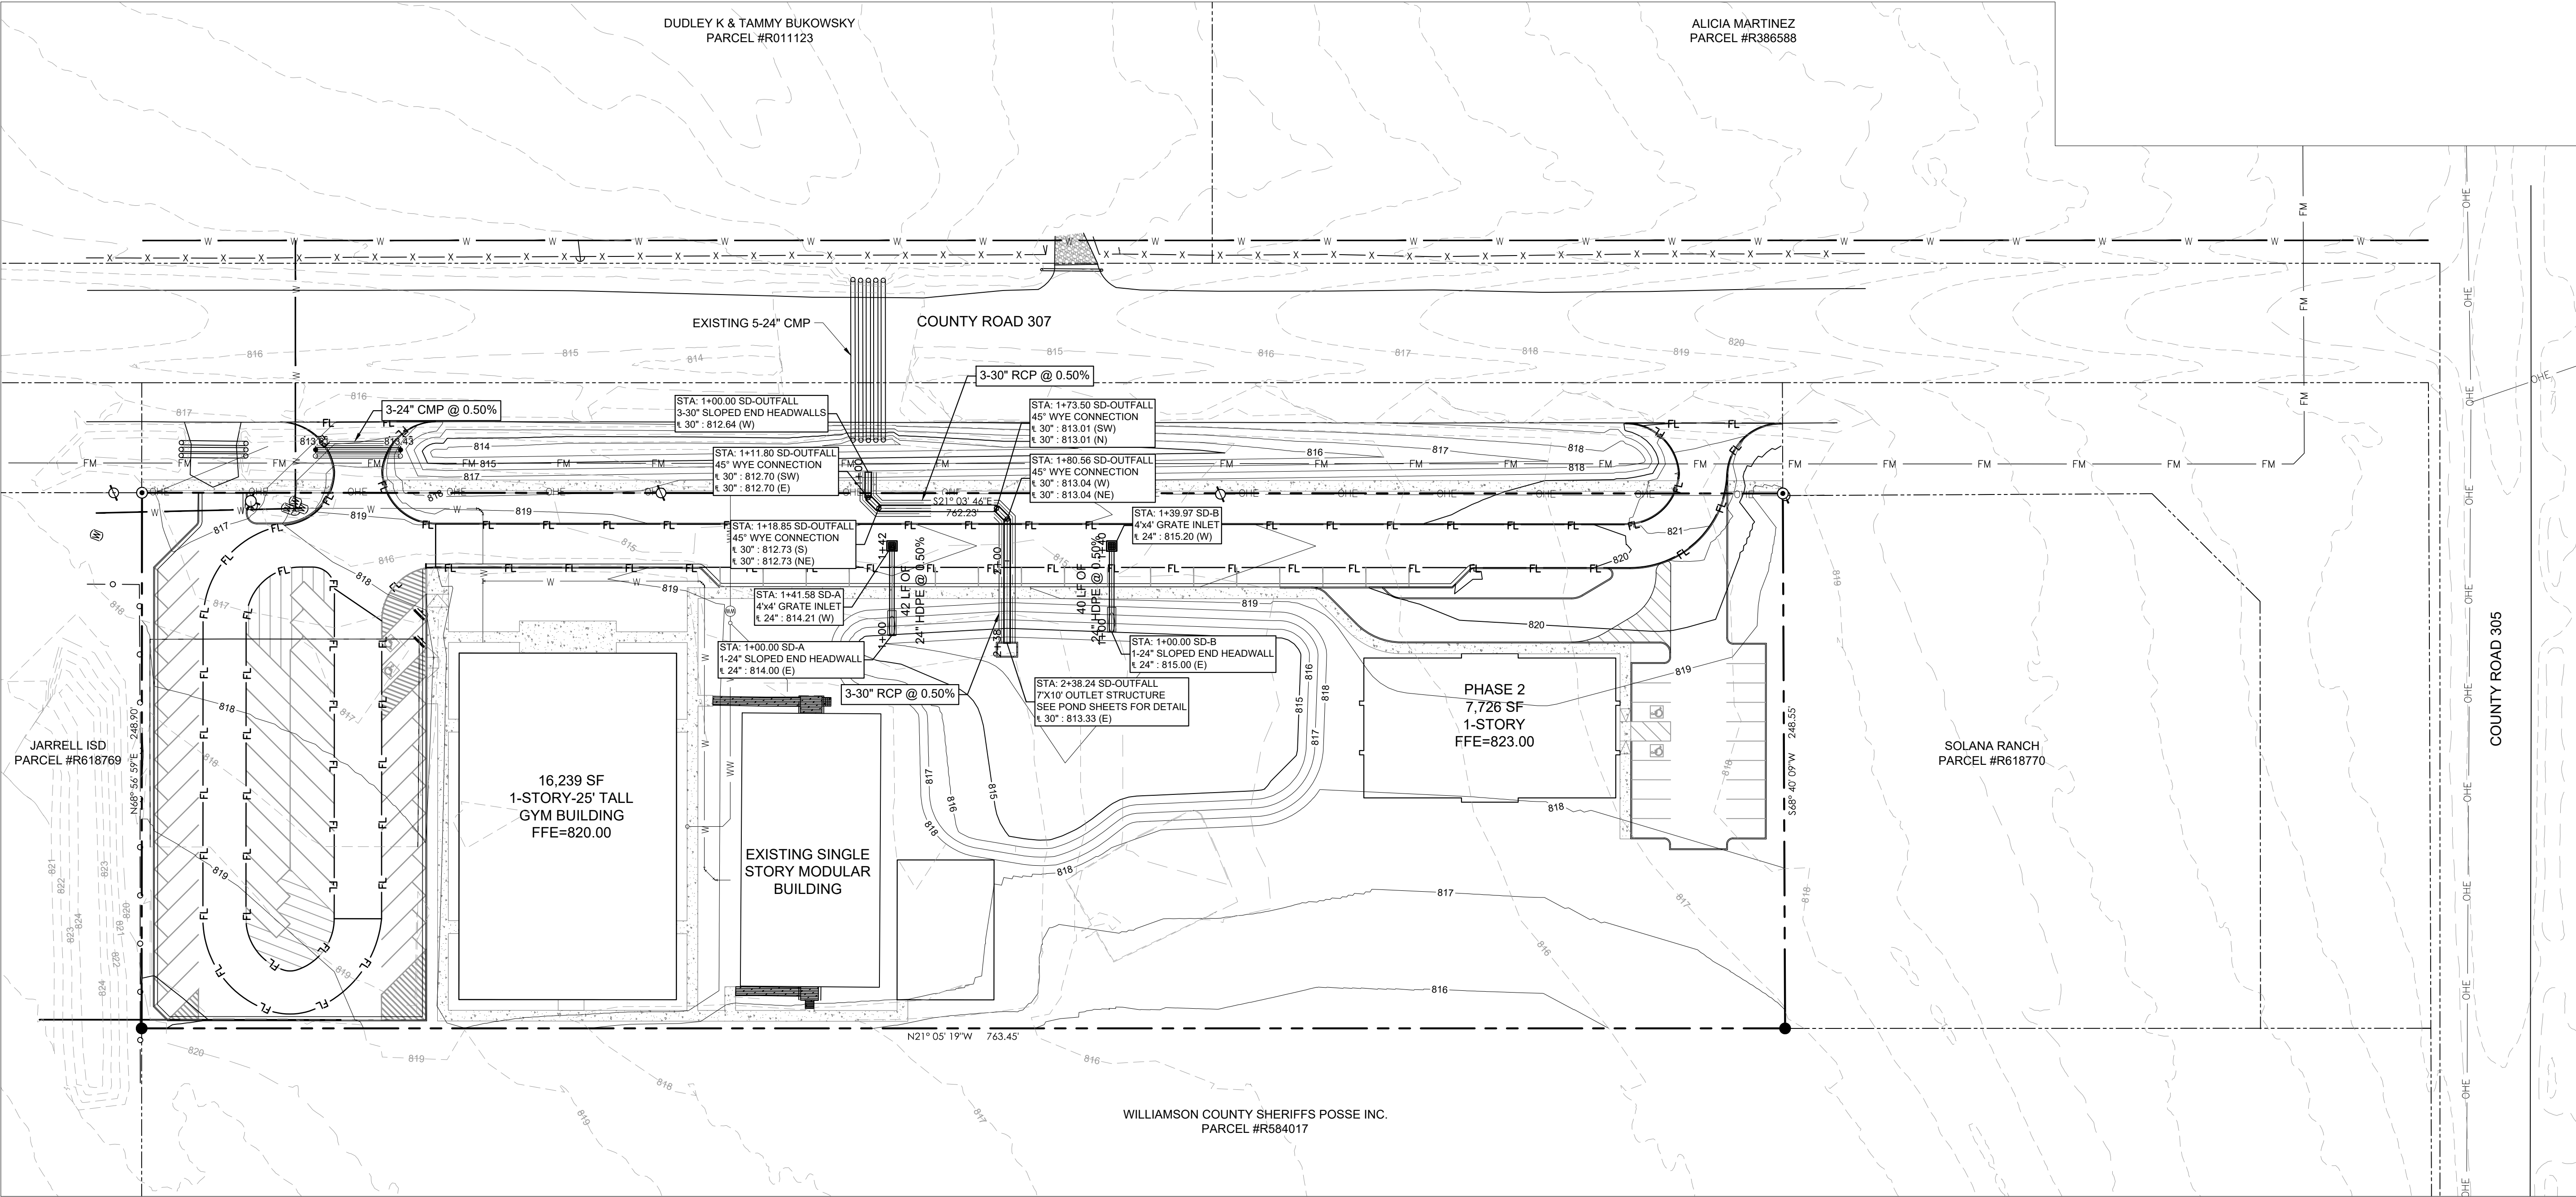 DUDLEY K & TAMMY BUKOWSKY
PARCEL #R011123
ALICIA MARTINEZ
PARCEL #R386588
EXISTING 5-24" CMP
COUNTY ROAD 307
3-30" RCP @ 0.50%
3-24" CMP @ 0.50%
STA: 1+00.00 SD-OUTFALL
3-30" SLOPED END HEADWALLS
℄ 30" : 812.64 (W)
STA: 1+73.50 SD-OUTFALL
45° WYE CONNECTION
℄ 30" : 813.01 (SW)
℄ 30" : 813.01 (N)
STA: 1+11.80 SD-OUTFALL
45° WYE CONNECTION
℄ 30" : 812.70 (SW)
℄ 30" : 812.70 (E)
STA: 1+80.56 SD-OUTFALL
45° WYE CONNECTION
℄ 30" : 813.04 (W)
℄ 30" : 813.04 (NE)
S21° 03' 46"E
762.23'
STA: 1+18.85 SD-OUTFALL
45° WYE CONNECTION
℄ 30" : 812.73 (S)
℄ 30" : 812.73 (NE)
STA: 1+39.97 SD-B
4'x4' GRATE INLET
℄ 24" : 815.20 (W)
1+42
42 LF OF
24" HDPE @ 0.50%
1+00
2+00
2+38
1+40
40 LF OF
24" HDPE @ 0.50%
1+00
STA: 1+41.58 SD-A
4'x4' GRATE INLET
℄ 24" : 814.21 (W)
STA: 1+00.00 SD-A
1-24" SLOPED END HEADWALL
℄ 24" : 814.00 (E)
STA: 1+00.00 SD-B
1-24" SLOPED END HEADWALL
℄ 24" : 815.00 (E)
3-30" RCP @ 0.50%
STA: 2+38.24 SD-OUTFALL
7'X10' OUTLET STRUCTURE
SEE POND SHEETS FOR DETAIL
℄ 30" : 813.33 (E)
JARRELL ISD
PARCEL #R618769
N68° 56' 59"E 248.90'
16,239 SF
1-STORY-25' TALL
GYM BUILDING
FFE=820.00
EXISTING SINGLE
STORY MODULAR
BUILDING
PHASE 2
7,726 SF
1-STORY
FFE=823.00
S68° 40' 09"W 248.55'
SOLANA RANCH
PARCEL #R618770
COUNTY ROAD 305
N21° 05' 19"W 763.45'
WILLIAMSON COUNTY SHERIFFS POSSE INC.
PARCEL #R584017